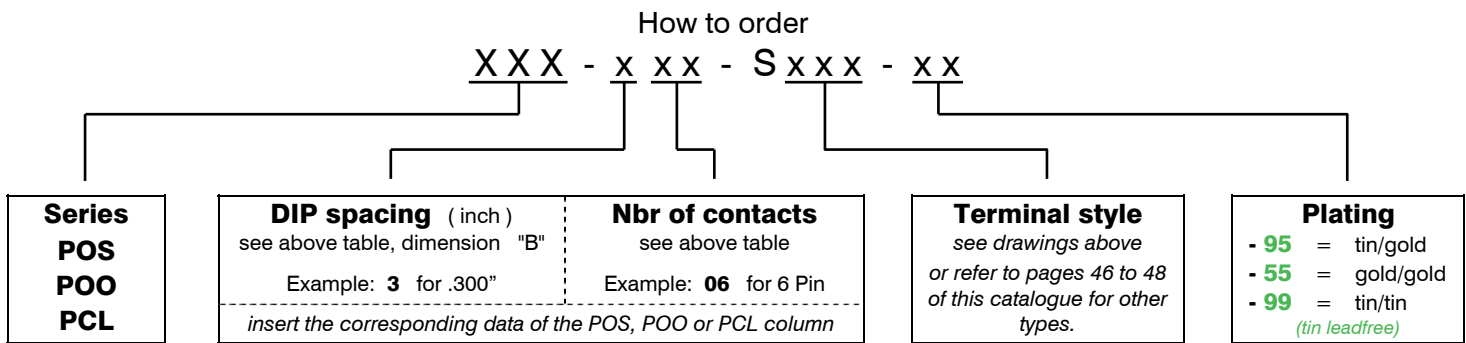 How to order
XXX - x xx - S xxx - xx
Series
POS
POO
PCL
DIP spacing ( inch )
see above table, dimension "B"
Example: 3 for .300”
Nbr of contacts
see above table
Example: 06 for 6 Pin
insert the corresponding data of the POS, POO or PCL column
Terminal style
see drawings above
or refer to pages 46 to 48
of this catalogue for other
types.
Plating
- 95 = tin/gold
- 55 = gold/gold
- 99 = tin/tin
(tin leadfree)